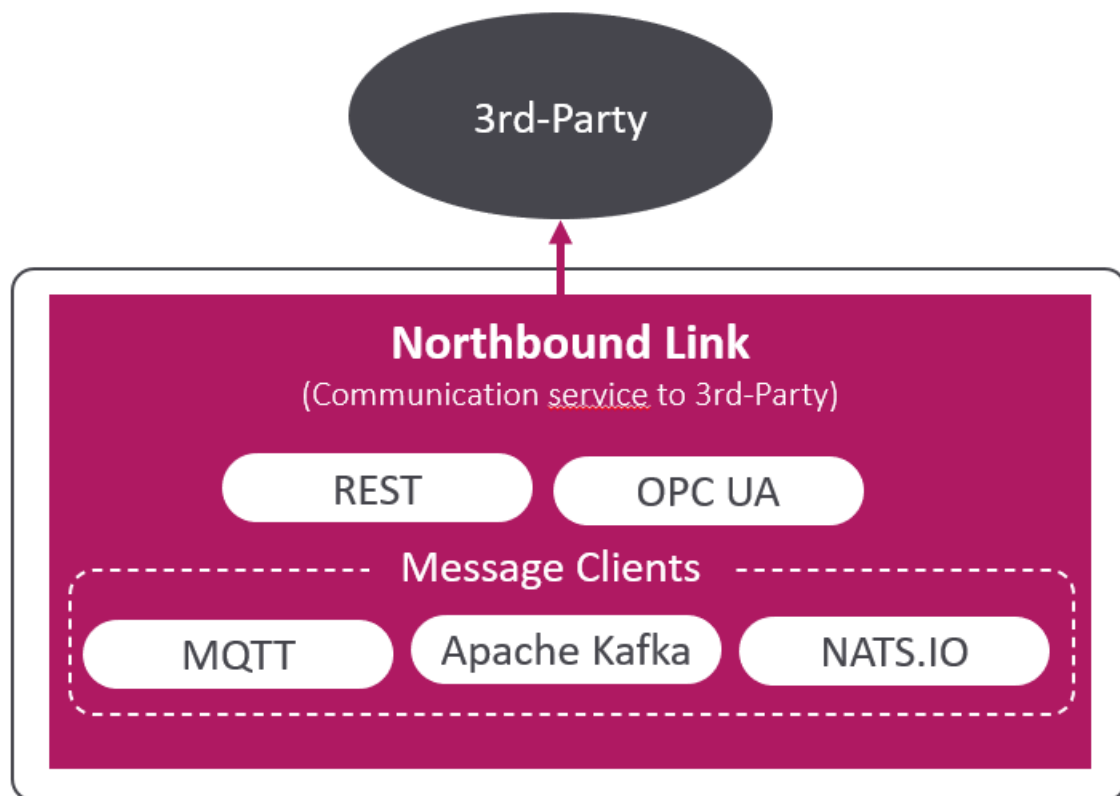 3rd-Party
Northbound Link
(Communication service to 3rd-Party)
REST
OPC UA
Message Clients
MQTT
Apache Kafka
NATS.IO